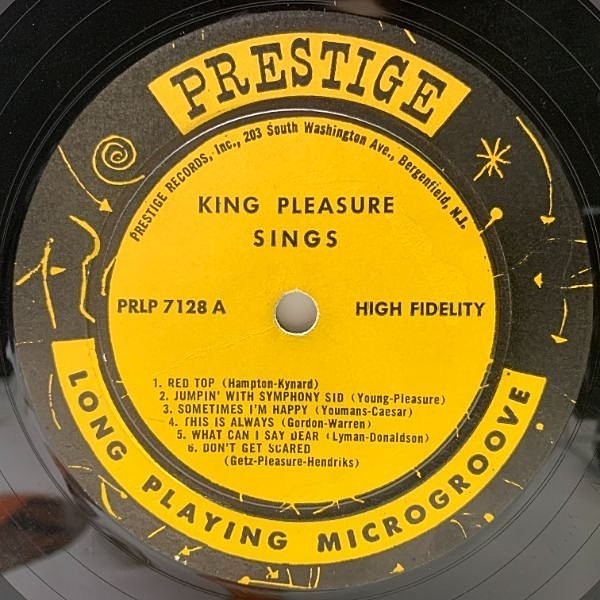 PRESTIGE
PRESTIGE RECORDS, Inc., 203 South Washington Ave., Bergenfield, N.J.
KING PLEASURE
SINGS
PRLP 7128 A
HIGH FIDELITY
1. RED TOP (Hampton-Kynard)
2. JUMPIN' WITH SYMPHONY SID (Young-Pleasure)
3. SOMETIMES I'M HAPPY (Youmans-Caesar)
4. THIS IS ALWAYS (Gordon-Warren)
5. WHAT CAN I SAY DEAR (Lyman-Donaldson)
6. DON'T GET SCARED
(Getz-Pleasure-Hendriks)
LONG PLAYING MICROGROOVE